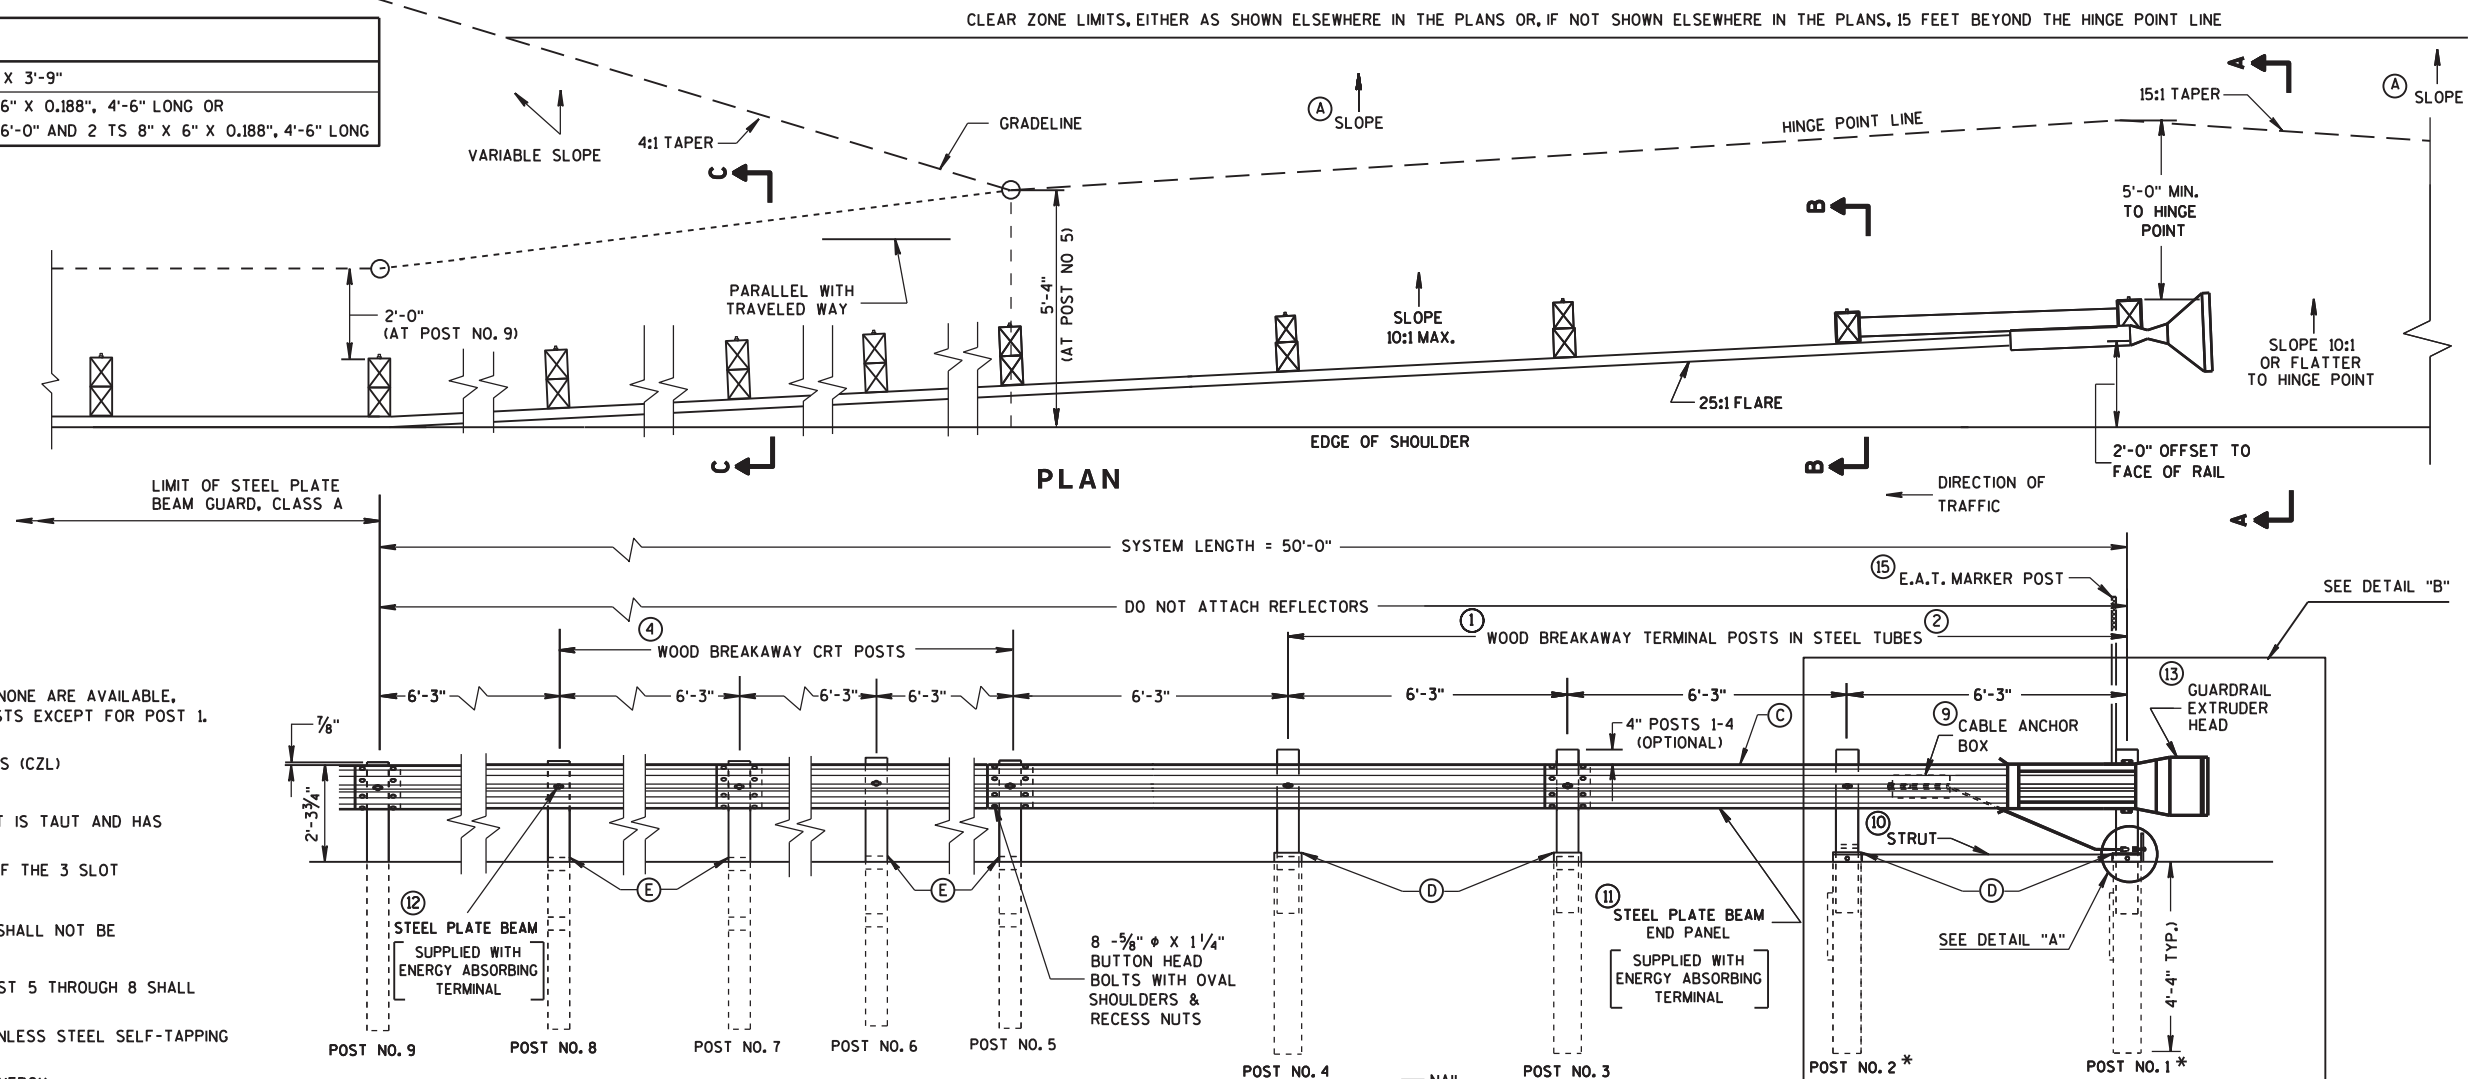 CLEAR ZONE LIMITS, EITHER AS SHOWN ELSEWHERE IN THE PLANS OR, IF NOT SHOWN ELSEWHERE IN THE PLANS, 15 FEET BEYOND THE HINGE POINT LINE
X 3'-9"
6" X 0.188", 4'-6" LONG OR
6'-0" AND 2 TS 8" X 6" X 0.188", 4'-6" LONG
VARIABLE SLOPE
4:1 TAPER
GRADELINE
A
SLOPE
HINGE POINT LINE
15:1 TAPER
A
A
SLOPE
C
B
5'-0" MIN.
TO HINGE
POINT
2'-0"
(AT POST NO. 9)
PARALLEL WITH
TRAVELED WAY
5'-4"
(AT POST NO 5)
SLOPE
10:1 MAX.
25:1 FLARE
SLOPE 10:1
OR FLATTER
TO HINGE POINT
EDGE OF SHOULDER
2'-0" OFFSET TO
FACE OF RAIL
C
B
A
PLAN
DIRECTION OF
TRAFFIC
LIMIT OF STEEL PLATE
BEAM GUARD, CLASS A
SYSTEM LENGTH = 50'-0"
15
E.A.T. MARKER POST
SEE DETAIL "B"
DO NOT ATTACH REFLECTORS
4
WOOD BREAKAWAY CRT POSTS
1
WOOD BREAKAWAY TERMINAL POSTS IN STEEL TUBES
2
NONE ARE AVAILABLE,
STS EXCEPT FOR POST 1.
6'-3"
6'-3"
6'-3"
6'-3"
6'-3"
6'-3"
6'-3"
6'-3"
13
GUARDRAIL
EXTRUDER
HEAD
7/8"
4" POSTS 1-4
(OPTIONAL)
C
9
CABLE ANCHOR
BOX
S (CZL)
2'-3¾"
T IS TAUT AND HAS
10
STRUT
F THE 3 SLOT
E
E
D
D
12
STEEL PLATE BEAM
SUPPLIED WITH
ENERGY ABSORBING
TERMINAL
11
STEEL PLATE BEAM
END PANEL
SUPPLIED WITH
ENERGY ABSORBING
TERMINAL
SHALL NOT BE
8 -⅝" ϕ X 1 ¼"
BUTTON HEAD
BOLTS WITH OVAL
SHOULDERS &
RECESS NUTS
SEE DETAIL "A"
4'-4" TYP.)
ST 5 THROUGH 8 SHALL
NLESS STEEL SELF-TAPPING
POST NO. 9
POST NO. 8
POST NO. 7
POST NO. 6
POST NO. 5
POST NO. 4
POST NO. 3
POST NO. 2 *
POST NO. 1 *